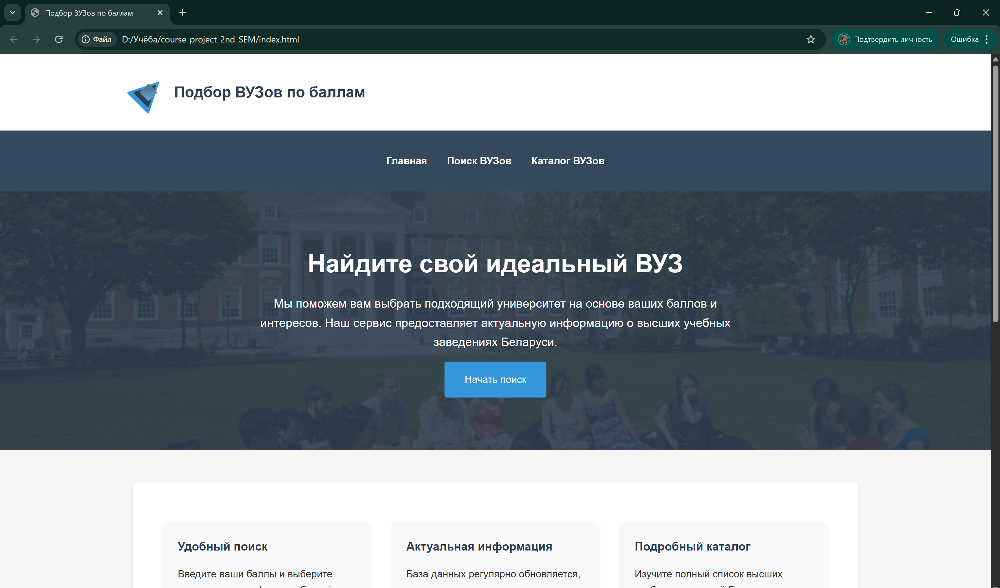 Подбор ВУЗов по баллам
Файл
D:/Учёба/course-project-2nd-SEM/index.html
Подтвердить личность
Ошибка
Подбор ВУЗов по баллам
Главная
Поиск ВУЗов
Каталог ВУЗов
Найдите свой идеальный ВУЗ
Мы поможем вам выбрать подходящий университет на основе ваших баллов и
интересов. Наш сервис предоставляет актуальную информацию о высших учебных
заведениях Беларуси.
Начать поиск
Удобный поиск
Введите ваши баллы и выберите
Актуальная информация
База данных регулярно обновляется,
Подробный каталог
Изучите полный список высших